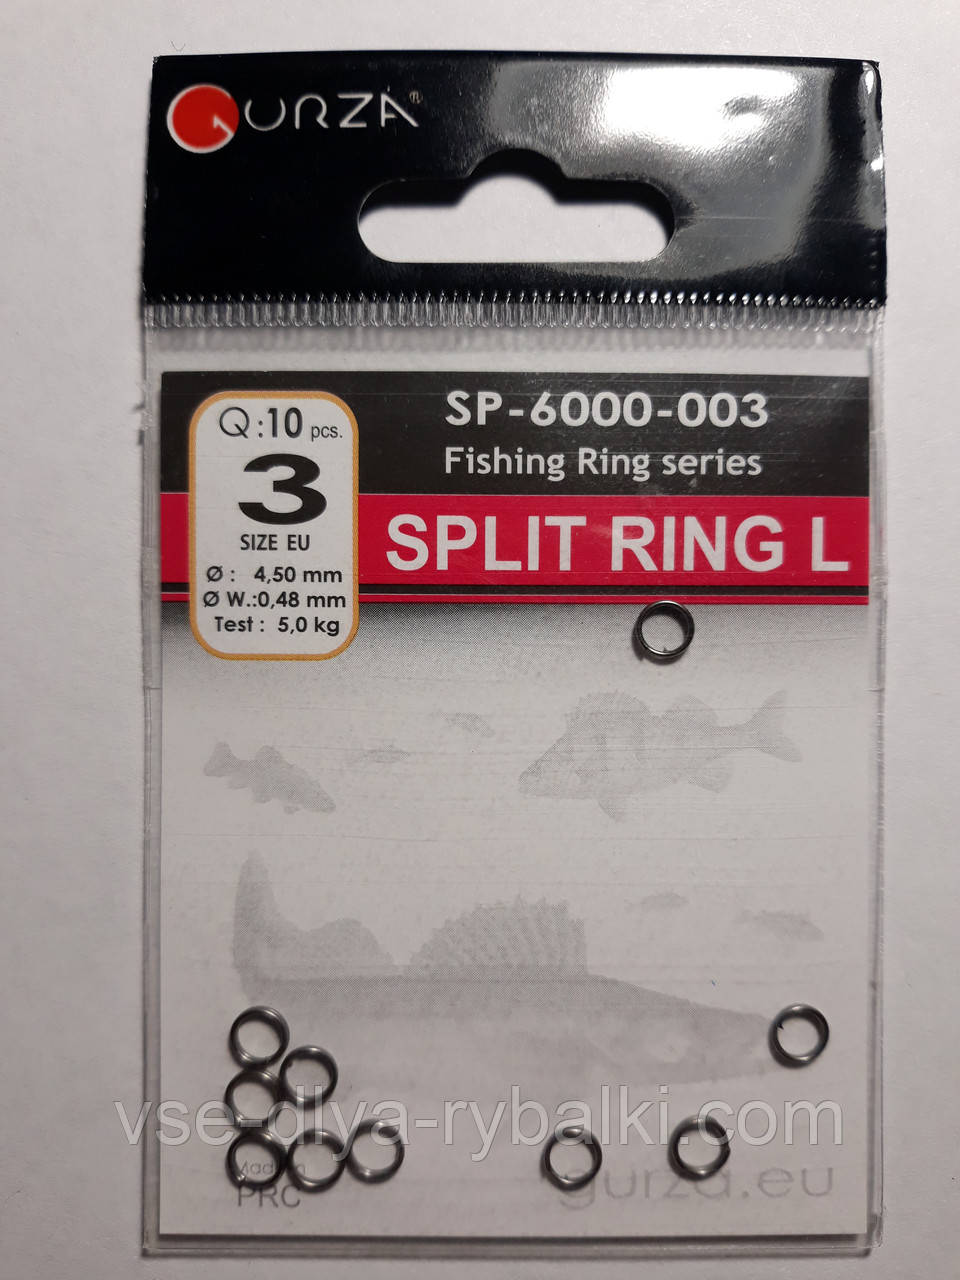 GURZA®
Q:10 pcs.
3
SIZE EU
Ø : 4,50 mm
Ø W.:0,48 mm
Test : 5,0 kg
SP-6000-003
Fishing Ring series
SPLIT RING L
vse-dlya-rybalki.com
Made in
PRC
gurza.eu